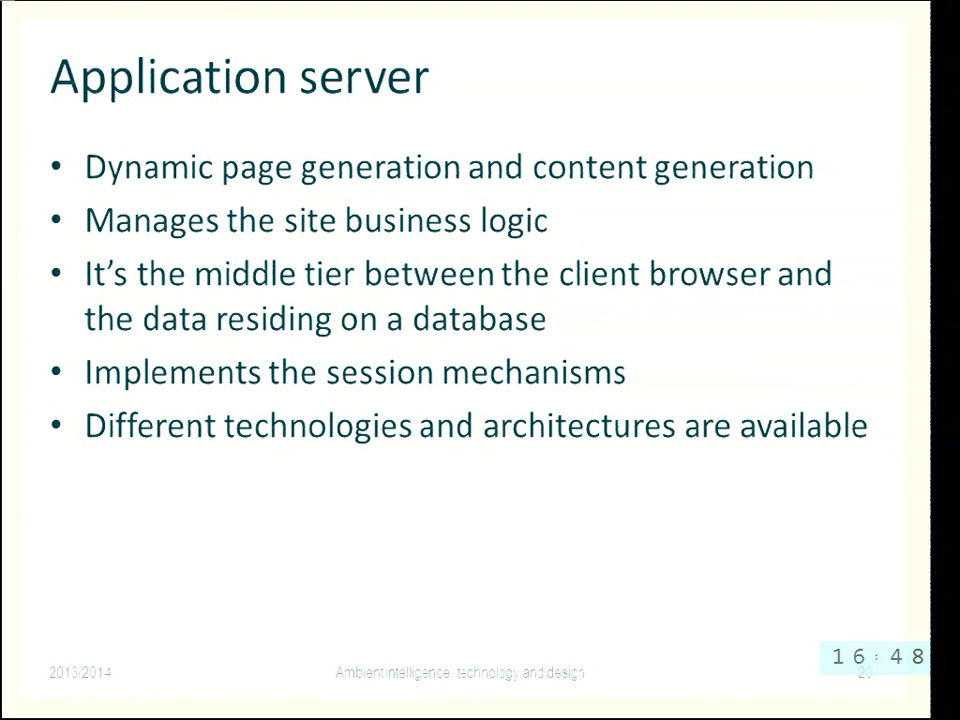 Application server
• Dynamic page generation and content generation
• Manages the site business logic
• It's the middle tier between the client browser and
the data residing on a database
• Implements the session mechanisms
• Different technologies and architectures are available
16:48
2013/2014
Ambient intelligence: technology and design
20